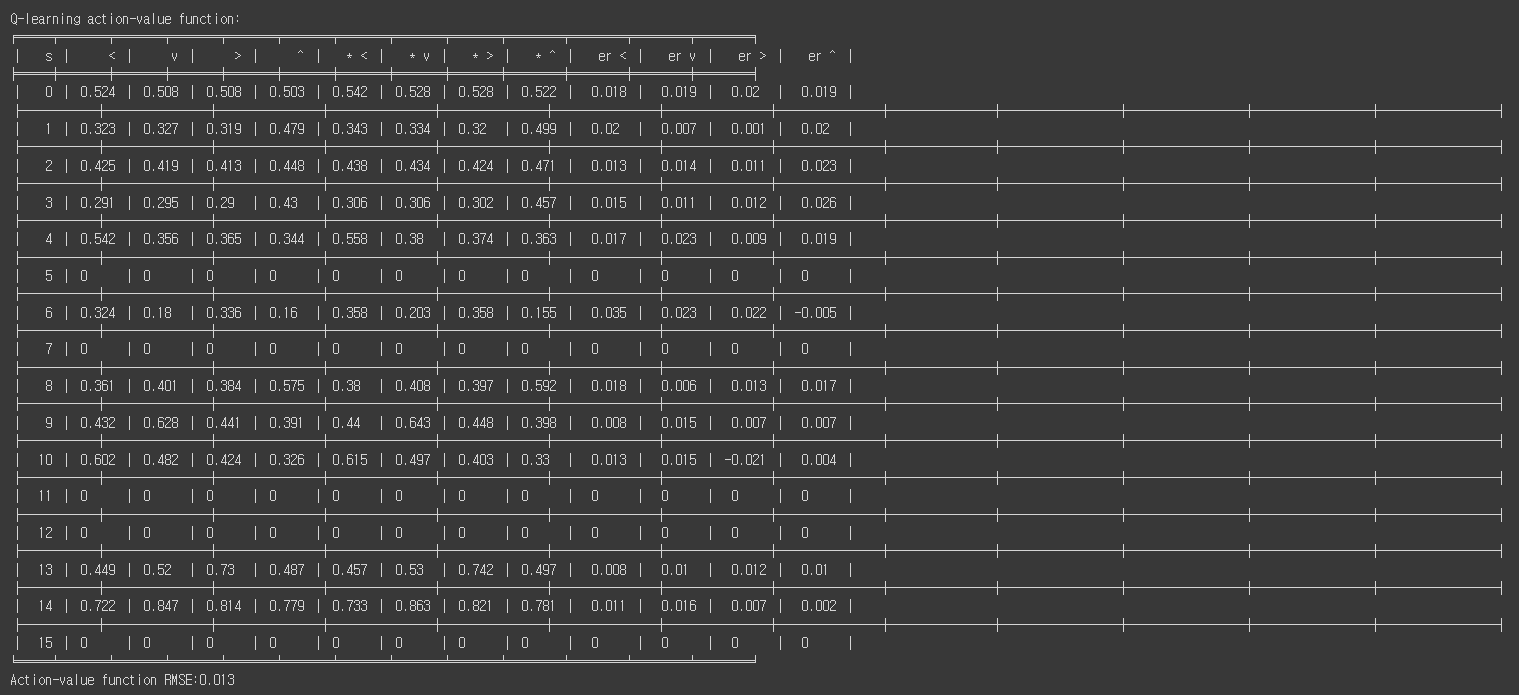 Q-learning action-value function:
| s | < | v | > | ^ | * < | * v | * > | * ^ | er < | er v | er > | er ^ |
| 0 | 0.524 | 0.508 | 0.508 | 0.503 | 0.542 | 0.528 | 0.528 | 0.522 | 0.018 | 0.019 | 0.02 | 0.019 |
| 1 | 0.323 | 0.327 | 0.319 | 0.479 | 0.343 | 0.334 | 0.32 | 0.499 | 0.02 | 0.007 | 0.001 | 0.02 |
| 2 | 0.425 | 0.419 | 0.413 | 0.448 | 0.438 | 0.434 | 0.424 | 0.471 | 0.013 | 0.014 | 0.011 | 0.023 |
| 3 | 0.291 | 0.295 | 0.29 | 0.43 | 0.306 | 0.306 | 0.302 | 0.457 | 0.015 | 0.011 | 0.012 | 0.026 |
| 4 | 0.542 | 0.356 | 0.365 | 0.344 | 0.558 | 0.38 | 0.374 | 0.363 | 0.017 | 0.023 | 0.009 | 0.019 |
| 5 | 0 | 0 | 0 | 0 | 0 | 0 | 0 | 0 | 0 | 0 | 0 | 0 |
| 6 | 0.324 | 0.18 | 0.336 | 0.16 | 0.358 | 0.203 | 0.358 | 0.155 | 0.035 | 0.023 | 0.022 | -0.005 |
| 7 | 0 | 0 | 0 | 0 | 0 | 0 | 0 | 0 | 0 | 0 | 0 | 0 |
| 8 | 0.361 | 0.401 | 0.384 | 0.575 | 0.38 | 0.408 | 0.397 | 0.592 | 0.018 | 0.006 | 0.013 | 0.017 |
| 9 | 0.432 | 0.628 | 0.441 | 0.391 | 0.44 | 0.643 | 0.448 | 0.398 | 0.008 | 0.015 | 0.007 | 0.007 |
| 10 | 0.602 | 0.482 | 0.424 | 0.326 | 0.615 | 0.497 | 0.403 | 0.33 | 0.013 | 0.015 | -0.021 | 0.004 |
| 11 | 0 | 0 | 0 | 0 | 0 | 0 | 0 | 0 | 0 | 0 | 0 | 0 |
| 12 | 0 | 0 | 0 | 0 | 0 | 0 | 0 | 0 | 0 | 0 | 0 | 0 |
| 13 | 0.449 | 0.52 | 0.73 | 0.487 | 0.457 | 0.53 | 0.742 | 0.497 | 0.008 | 0.01 | 0.012 | 0.01 |
| 14 | 0.722 | 0.847 | 0.814 | 0.779 | 0.733 | 0.863 | 0.821 | 0.781 | 0.011 | 0.016 | 0.007 | 0.002 |
| 15 | 0 | 0 | 0 | 0 | 0 | 0 | 0 | 0 | 0 | 0 | 0 | 0 |
Action-value function RMSE:0.013